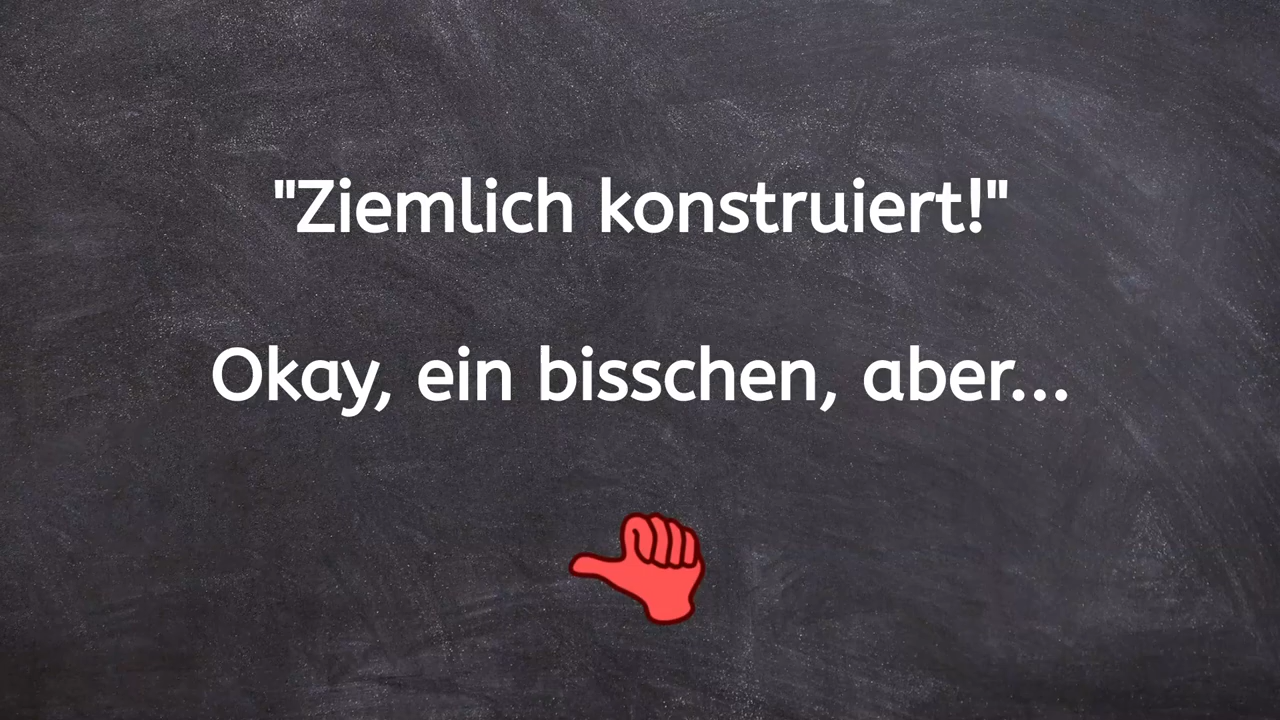 "Ziemlich konstruiert!"
Okay, ein bisschen, aber...